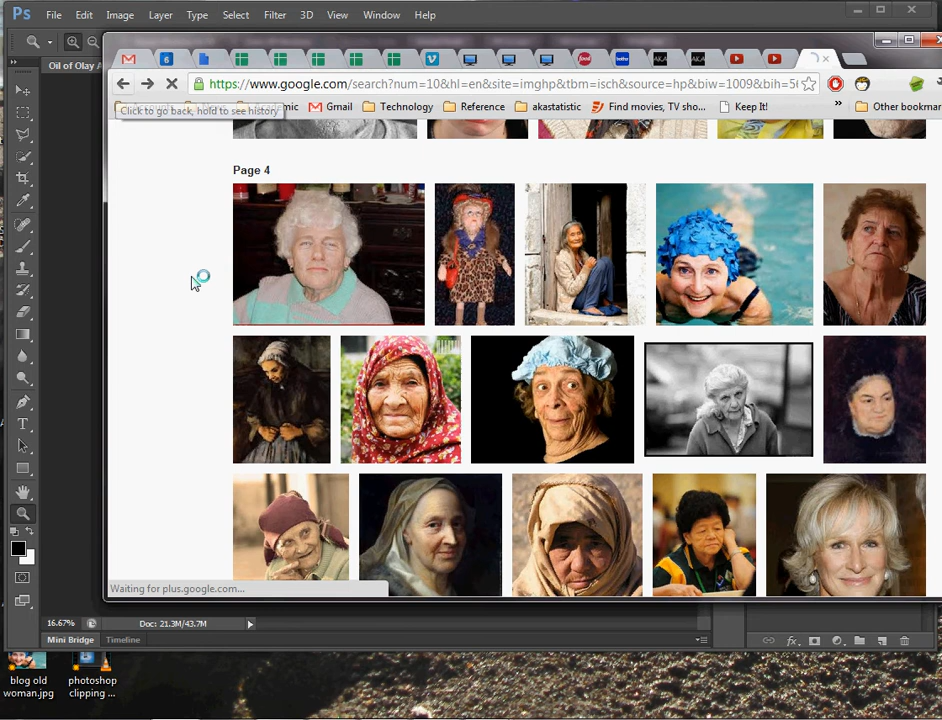 Ps File Edit Image Layer Type Select Filter 3D View Window Help
Oil of Olay A
M 6
https://www.google.com/search?num=10&hl=en&site=imghp&tbm=isch&source=hp&biw=1009&bih=56
Gmail Technology Reference akastatistic Find movies, TV sho... Keep It! » Other bookmar
Click to go back, hold to see history
Page 4
Waiting for plus.google.com...
16.67% Doc: 21.3M/43.7M
Mini Bridge Timeline
fx
blog old
woman.jpg
photoshop
clipping ...